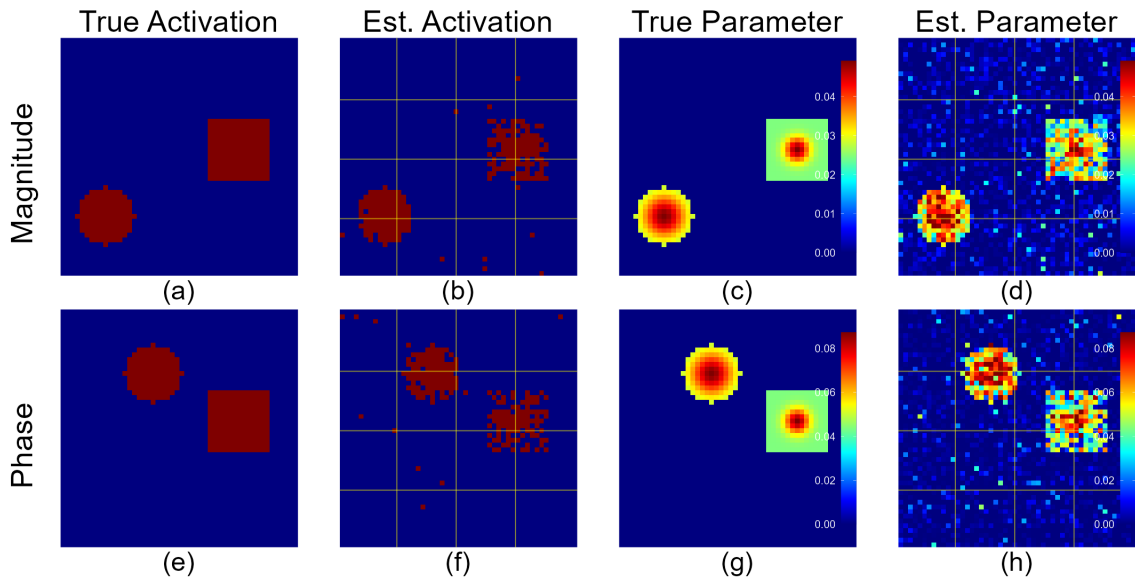 True Activation Est. Activation True Parameter Est. Parameter
Magnitude
0.04 0.04
0.03 0.03
0.02 0.02
0.01 0.01
0.00 0.00
(a) (b) (c) (d)
Phase
0.08 0.08
0.06 0.06
0.04 0.04
0.02 0.02
0.00 0.00
(e) (f) (g) (h)